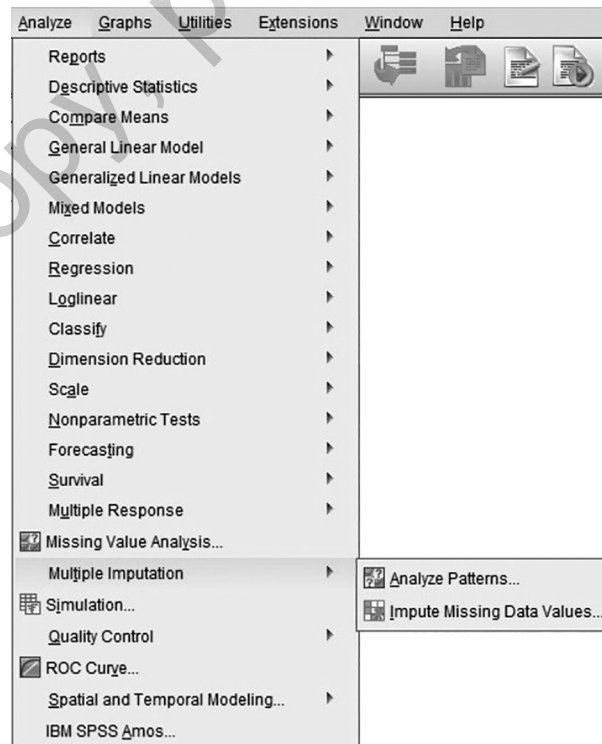 Analyze Graphs Utilities Extensions Window Help
Reports
Descriptive Statistics
Compare Means
General Linear Model
Generalized Linear Models
Mixed Models
Correlate
Regression
Loglinear
Classify
Dimension Reduction
Scale
Nonparametric Tests
Forecasting
Survival
Multiple Response
Missing Value Analysis...
Multiple Imputation
Analyze Patterns...
Impute Missing Data Values...
Simulation...
Quality Control
ROC Curve...
Spatial and Temporal Modeling...
IBM SPSS Amos...